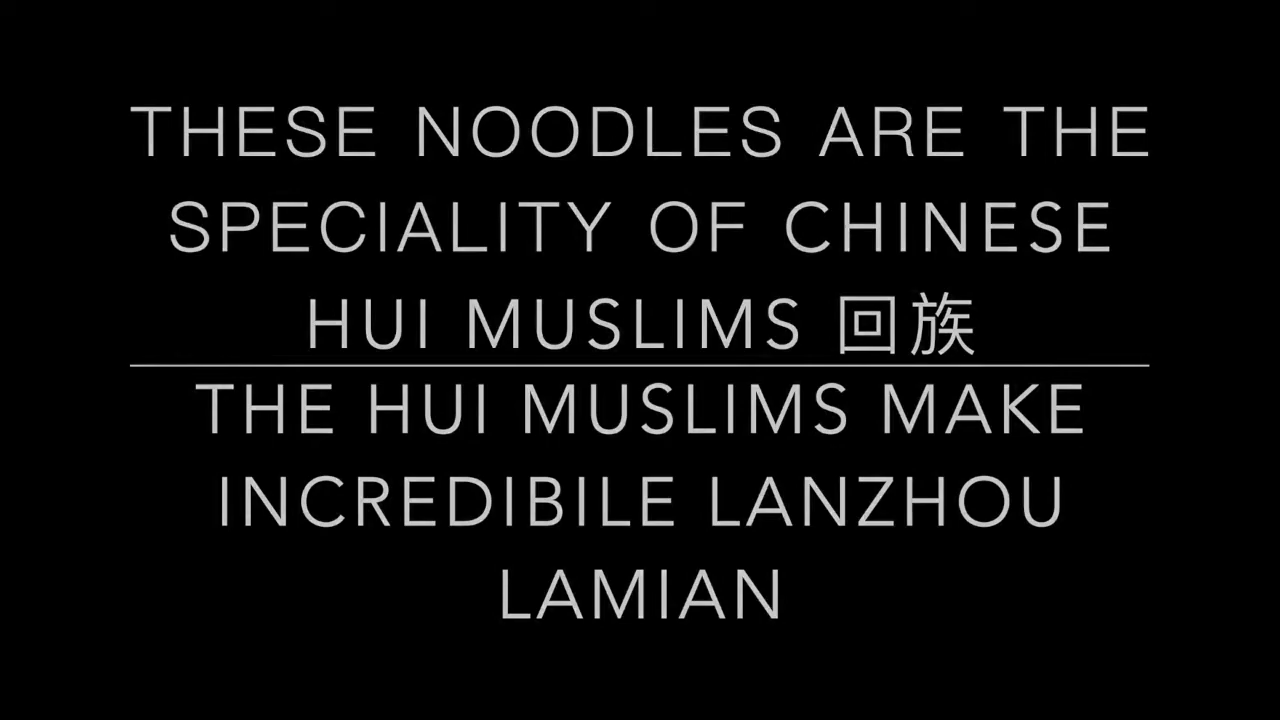 THESE NOODLES ARE THE
SPECIALITY OF CHINESE
HUI MUSLIMS 回族
THE HUI MUSLIMS MAKE
INCREDIBILE LANZHOU
LAMIAN